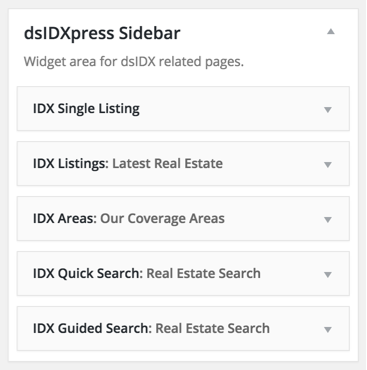 dsIDXpress Sidebar
Widget area for dsIDX related pages.
IDX Single Listing
IDX Listings: Latest Real Estate
IDX Areas: Our Coverage Areas
IDX Quick Search: Real Estate Search
IDX Guided Search: Real Estate Search